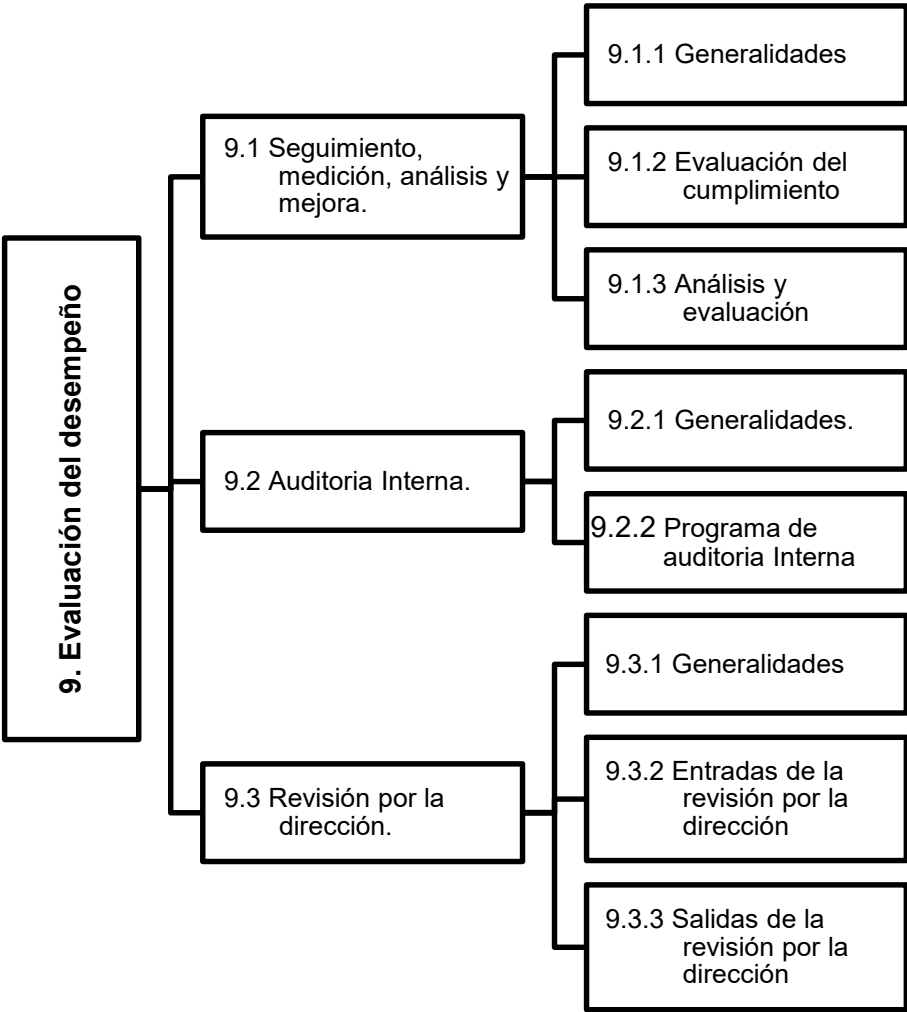 9. Evaluación del desempeño
9.1 Seguimiento,
medición, análisis y
mejora.
9.1.1 Generalidades
9.1.2 Evaluación del
cumplimiento
9.1.3 Análisis y
evaluación
9.2 Auditoria Interna.
9.2.1 Generalidades.
9.2.2 Programa de
auditoria Interna
9.3 Revisión por la
dirección.
9.3.1 Generalidades
9.3.2 Entradas de la
revisión por la
dirección
9.3.3 Salidas de la
revisión por la
dirección